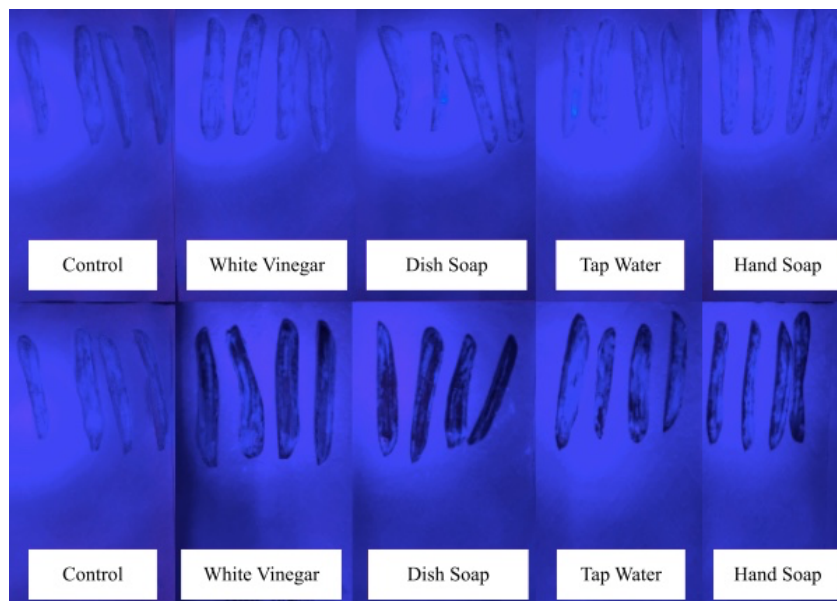 Control
White Vinegar
Dish Soap
Tap Water
Hand Soap
Control
White Vinegar
Dish Soap
Tap Water
Hand Soap